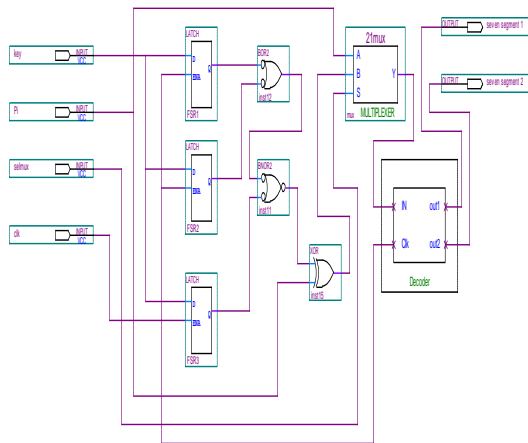 key
INPUT
VCC
PI
INPUT
VCC
selmux
INPUT
VCC
clk
INPUT
VCC
LATCH
D
Q
ENA
FSR1
LATCH
D
Q
ENA
FSR2
LATCH
D
Q
ENA
FSR3
BOR2
inst12
BNOR2
inst11
XOR
inst15
21mux
A
B
S
Y
mux
MULTIPLEXER
OUTPUT
seven segment 1
OUTPUT
seven segment 2
IN
out1
Clk
out2
Decoder